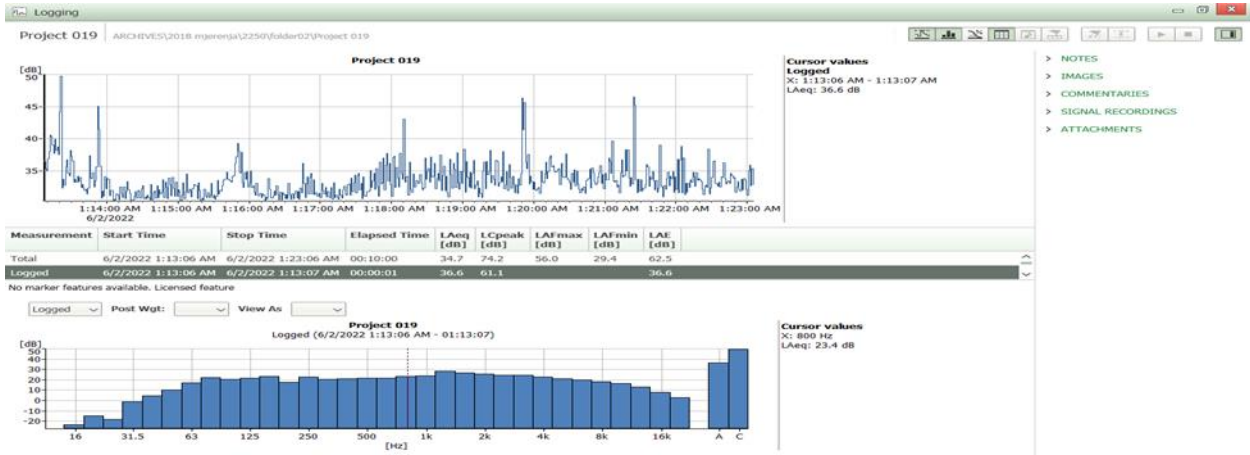 Logging
Project 019 ARCHIVES\2018 mjerenja\2250\folder02\Project 019
Project 019
[dB]
50
45
40
35
1:14:00 AM 1:15:00 AM 1:16:00 AM 1:17:00 AM 1:18:00 AM 1:19:00 AM 1:20:00 AM 1:21:00 AM 1:22:00 AM 1:23:00 AM
6/2/2022
Cursor values
Logged
X: 1:13:06 AM - 1:13:07 AM
LAeq: 36.6 dB
> NOTES
> IMAGES
> COMMENTARIES
> SIGNAL RECORDINGS
> ATTACHMENTS
Measurement Start Time Stop Time Elapsed Time LAeq [dB] LCpeak [dB] LAFmax [dB] LAFmin [dB] LAE [dB]
Total 6/2/2022 1:13:06 AM 6/2/2022 1:23:06 AM 00:10:00 34.7 74.2 56.0 29.4 62.5
Logged 6/2/2022 1:13:06 AM 6/2/2022 1:13:07 AM 00:00:01 36.6 61.1 36.6
No marker features available. Licensed feature
Logged Post Wgt: View As
Project 019
Logged (6/2/2022 1:13:06 AM - 01:13:07)
[dB]
50
40
30
20
10
0
-10
-20
16 31.5 63 125 250 500 1k 2k 4k 8k 16k A C
[Hz]
Cursor values
X: 800 Hz
LAeq: 23.4 dB